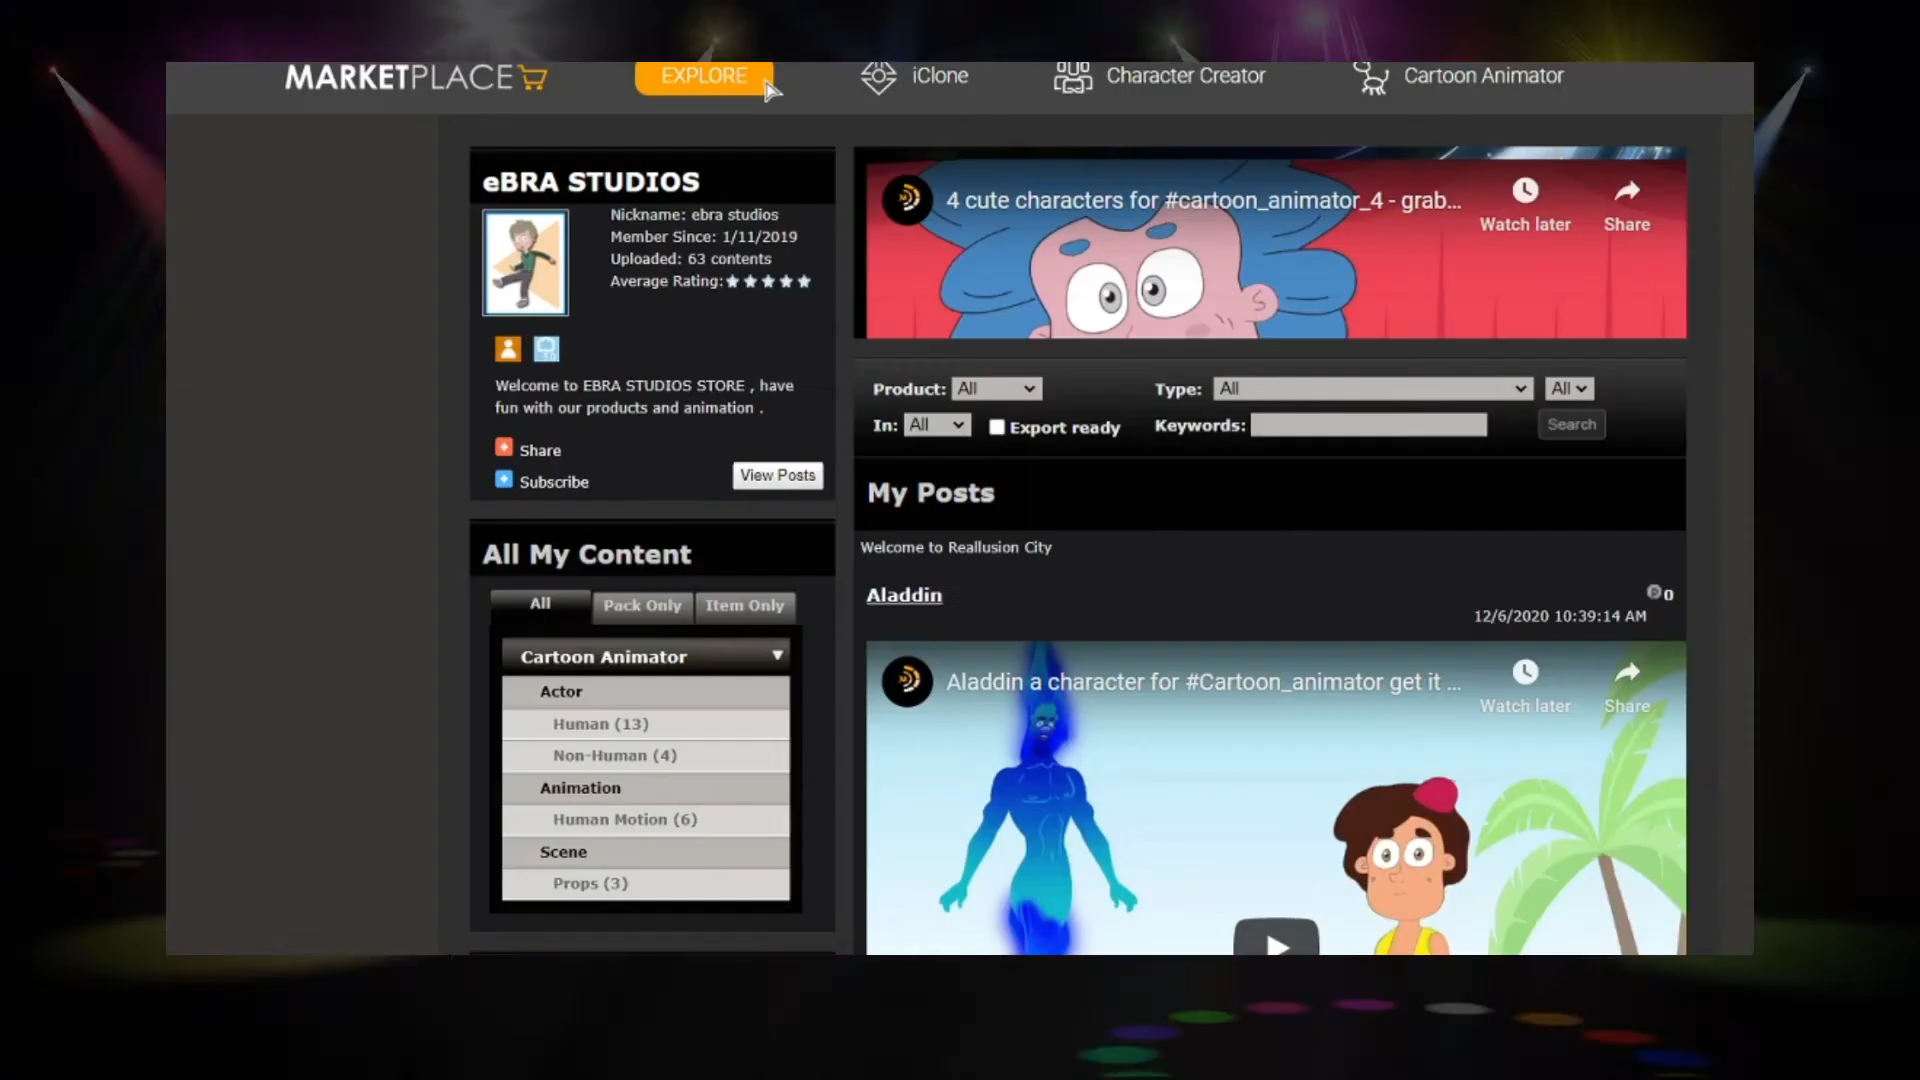 MARKETPLACE
EXPLORE
iClone
Character Creator
Cartoon Animator
eBRA STUDIOS
Nickname: ebra studios
Member Since: 1/11/2019
Uploaded: 63 contents
Average Rating:
Welcome to EBRA STUDIOS STORE , have
fun with our products and animation .
Share
Subscribe
View Posts
All My Content
All
Pack Only
Item Only
Cartoon Animator
Actor
Human (13)
Non-Human (4)
Animation
Human Motion (6)
Scene
Props (3)
4 cute characters for #cartoon_animator_4 - grab...
Watch later
Share
Product: All
Type: All
All
In: All
Export ready
Keywords:
Search
My Posts
Welcome to Reallusion City
Aladdin
0
12/6/2020 10:39:14 AM
Aladdin a character for #Cartoon_animator get it ...
Watch later
Share